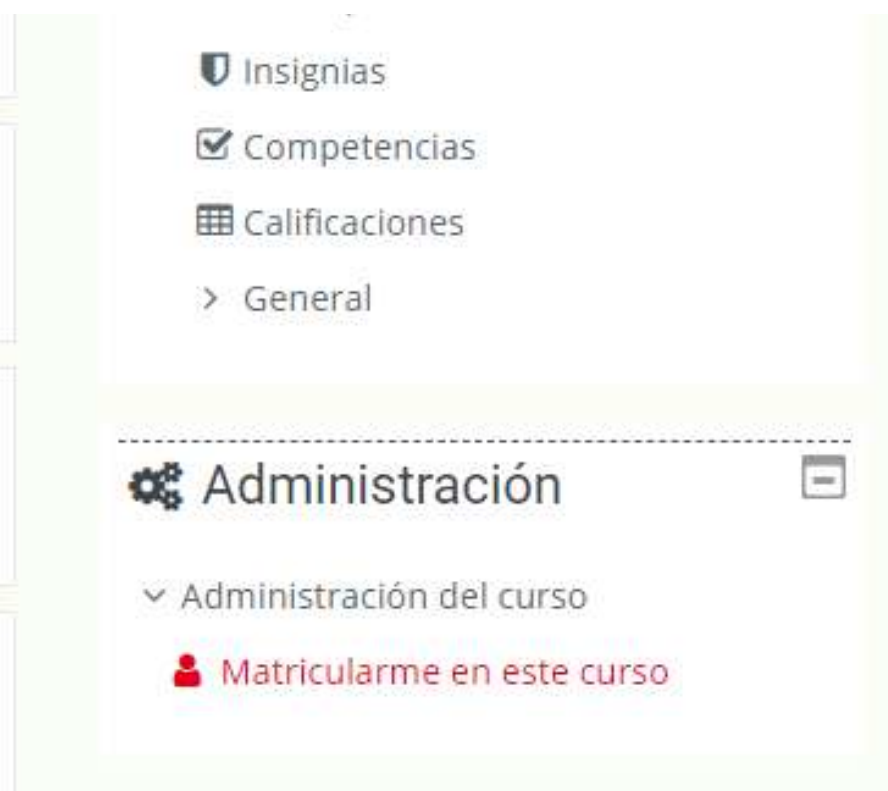 Insignias
Competencias
Calificaciones
General
Administración
Administración del curso
Matricularme en este curso